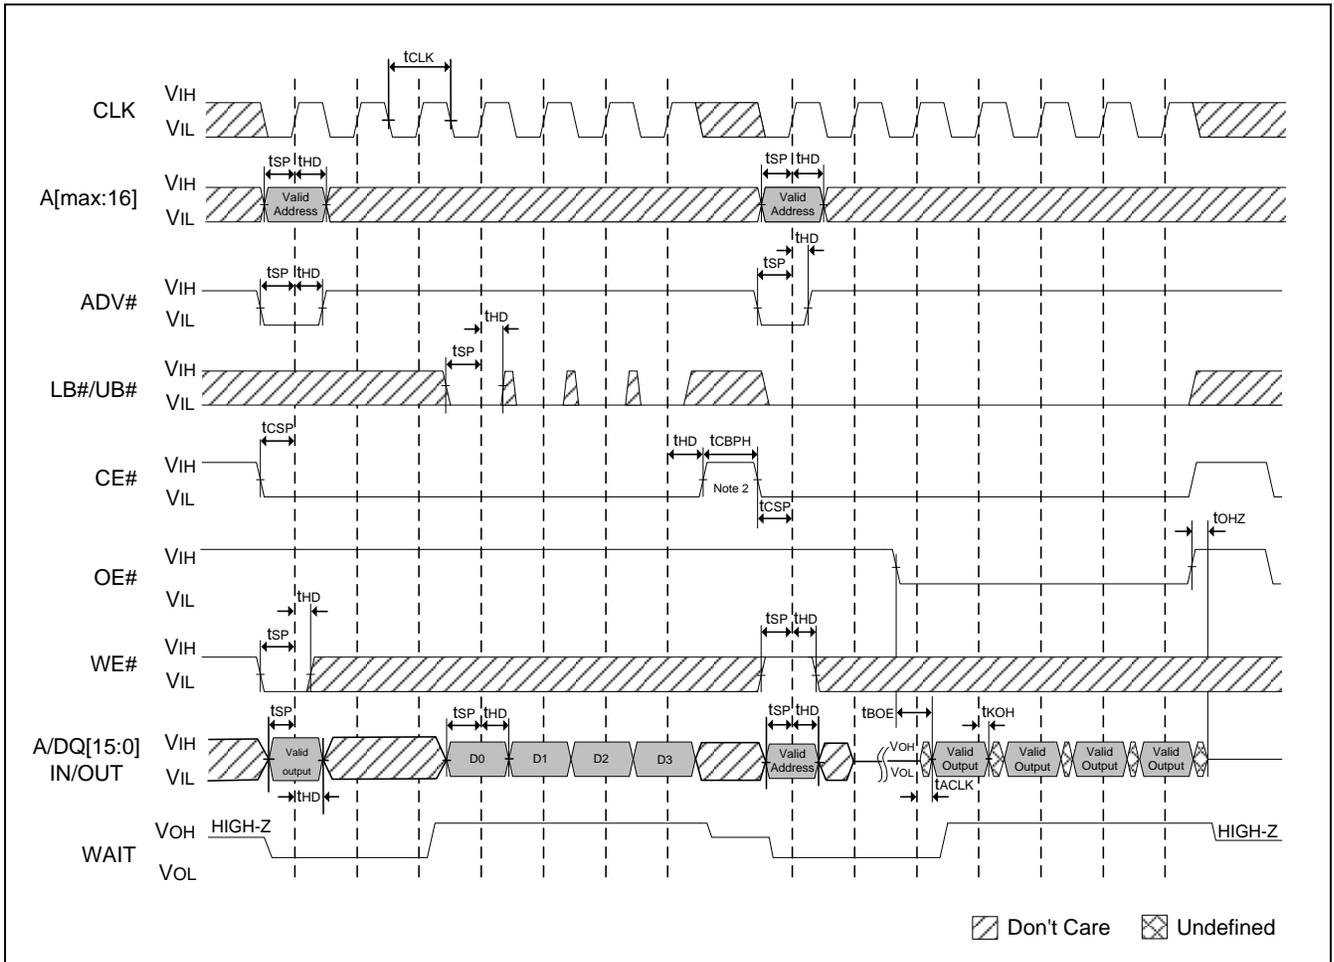 tCLK
CLK VIH
VIL
tSP tHD tSP tHD
A[max:16] VIH Valid Address Valid Address
VIL
tHD
tSP tHD tSP
ADV# VIH
VIL
tHD
tSP
LB#/UB# VIH
VIL
tCSP tHD tCBPH
CE# VIH
VIL Note 2
tCSP
tOHZ
OE# VIH
VIL
tHD
tSP tSP tHD
WE# VIH
VIL
tSP tSP tHD tSP tHD tBOE tKOH
A/DQ[15:0] VIH Valid D0 D1 D2 D3 Valid VOH Valid Valid Valid Valid
IN/OUT VIL output Address VOL Output Output Output Output
tHD tACLK
VOH HIGH-Z HIGH-Z
WAIT
VOL
Don't Care Undefined